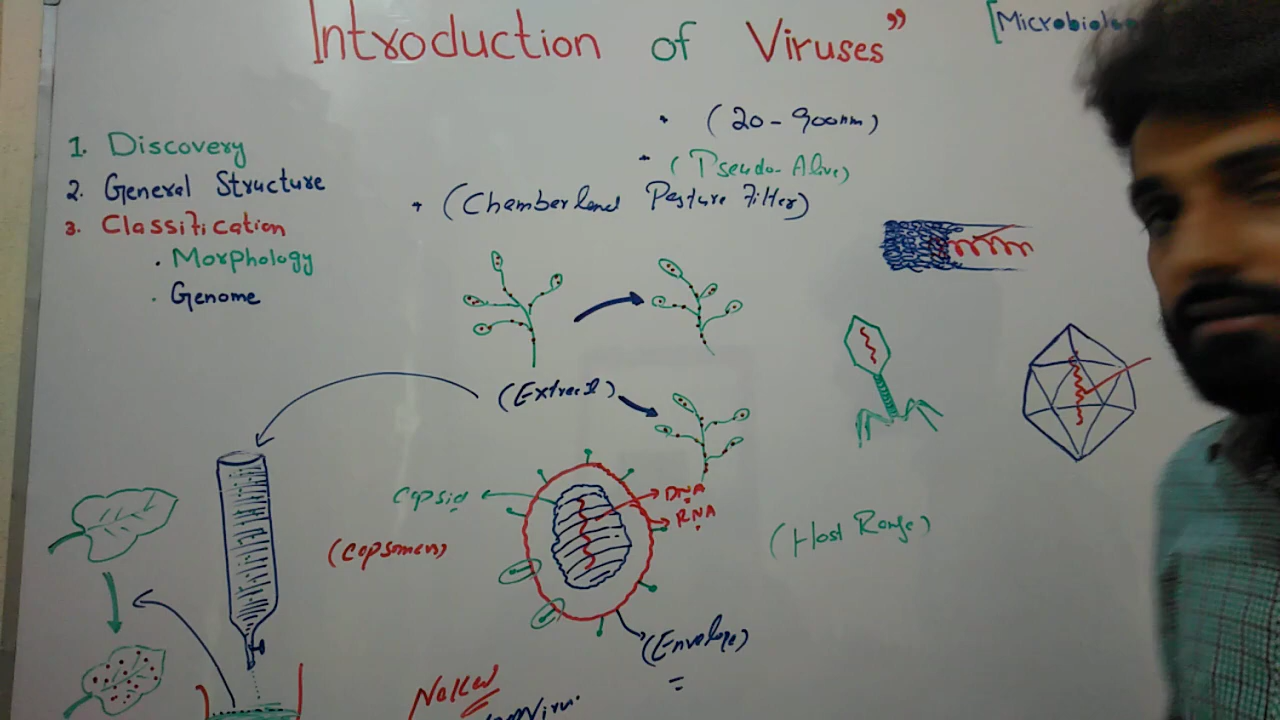 Introduction of Viruses”
[Microbiolo
1. Discovery
2. General Structure
3. Classification
. Morphology
. Genome
(20-900nm)
(Pseudo-Alive)
(Chamberland Pasture Filter)
(Extract)
Capsid
DNA
RNA
(Capsomers)
(Host Range)
(Envelope)
Naked